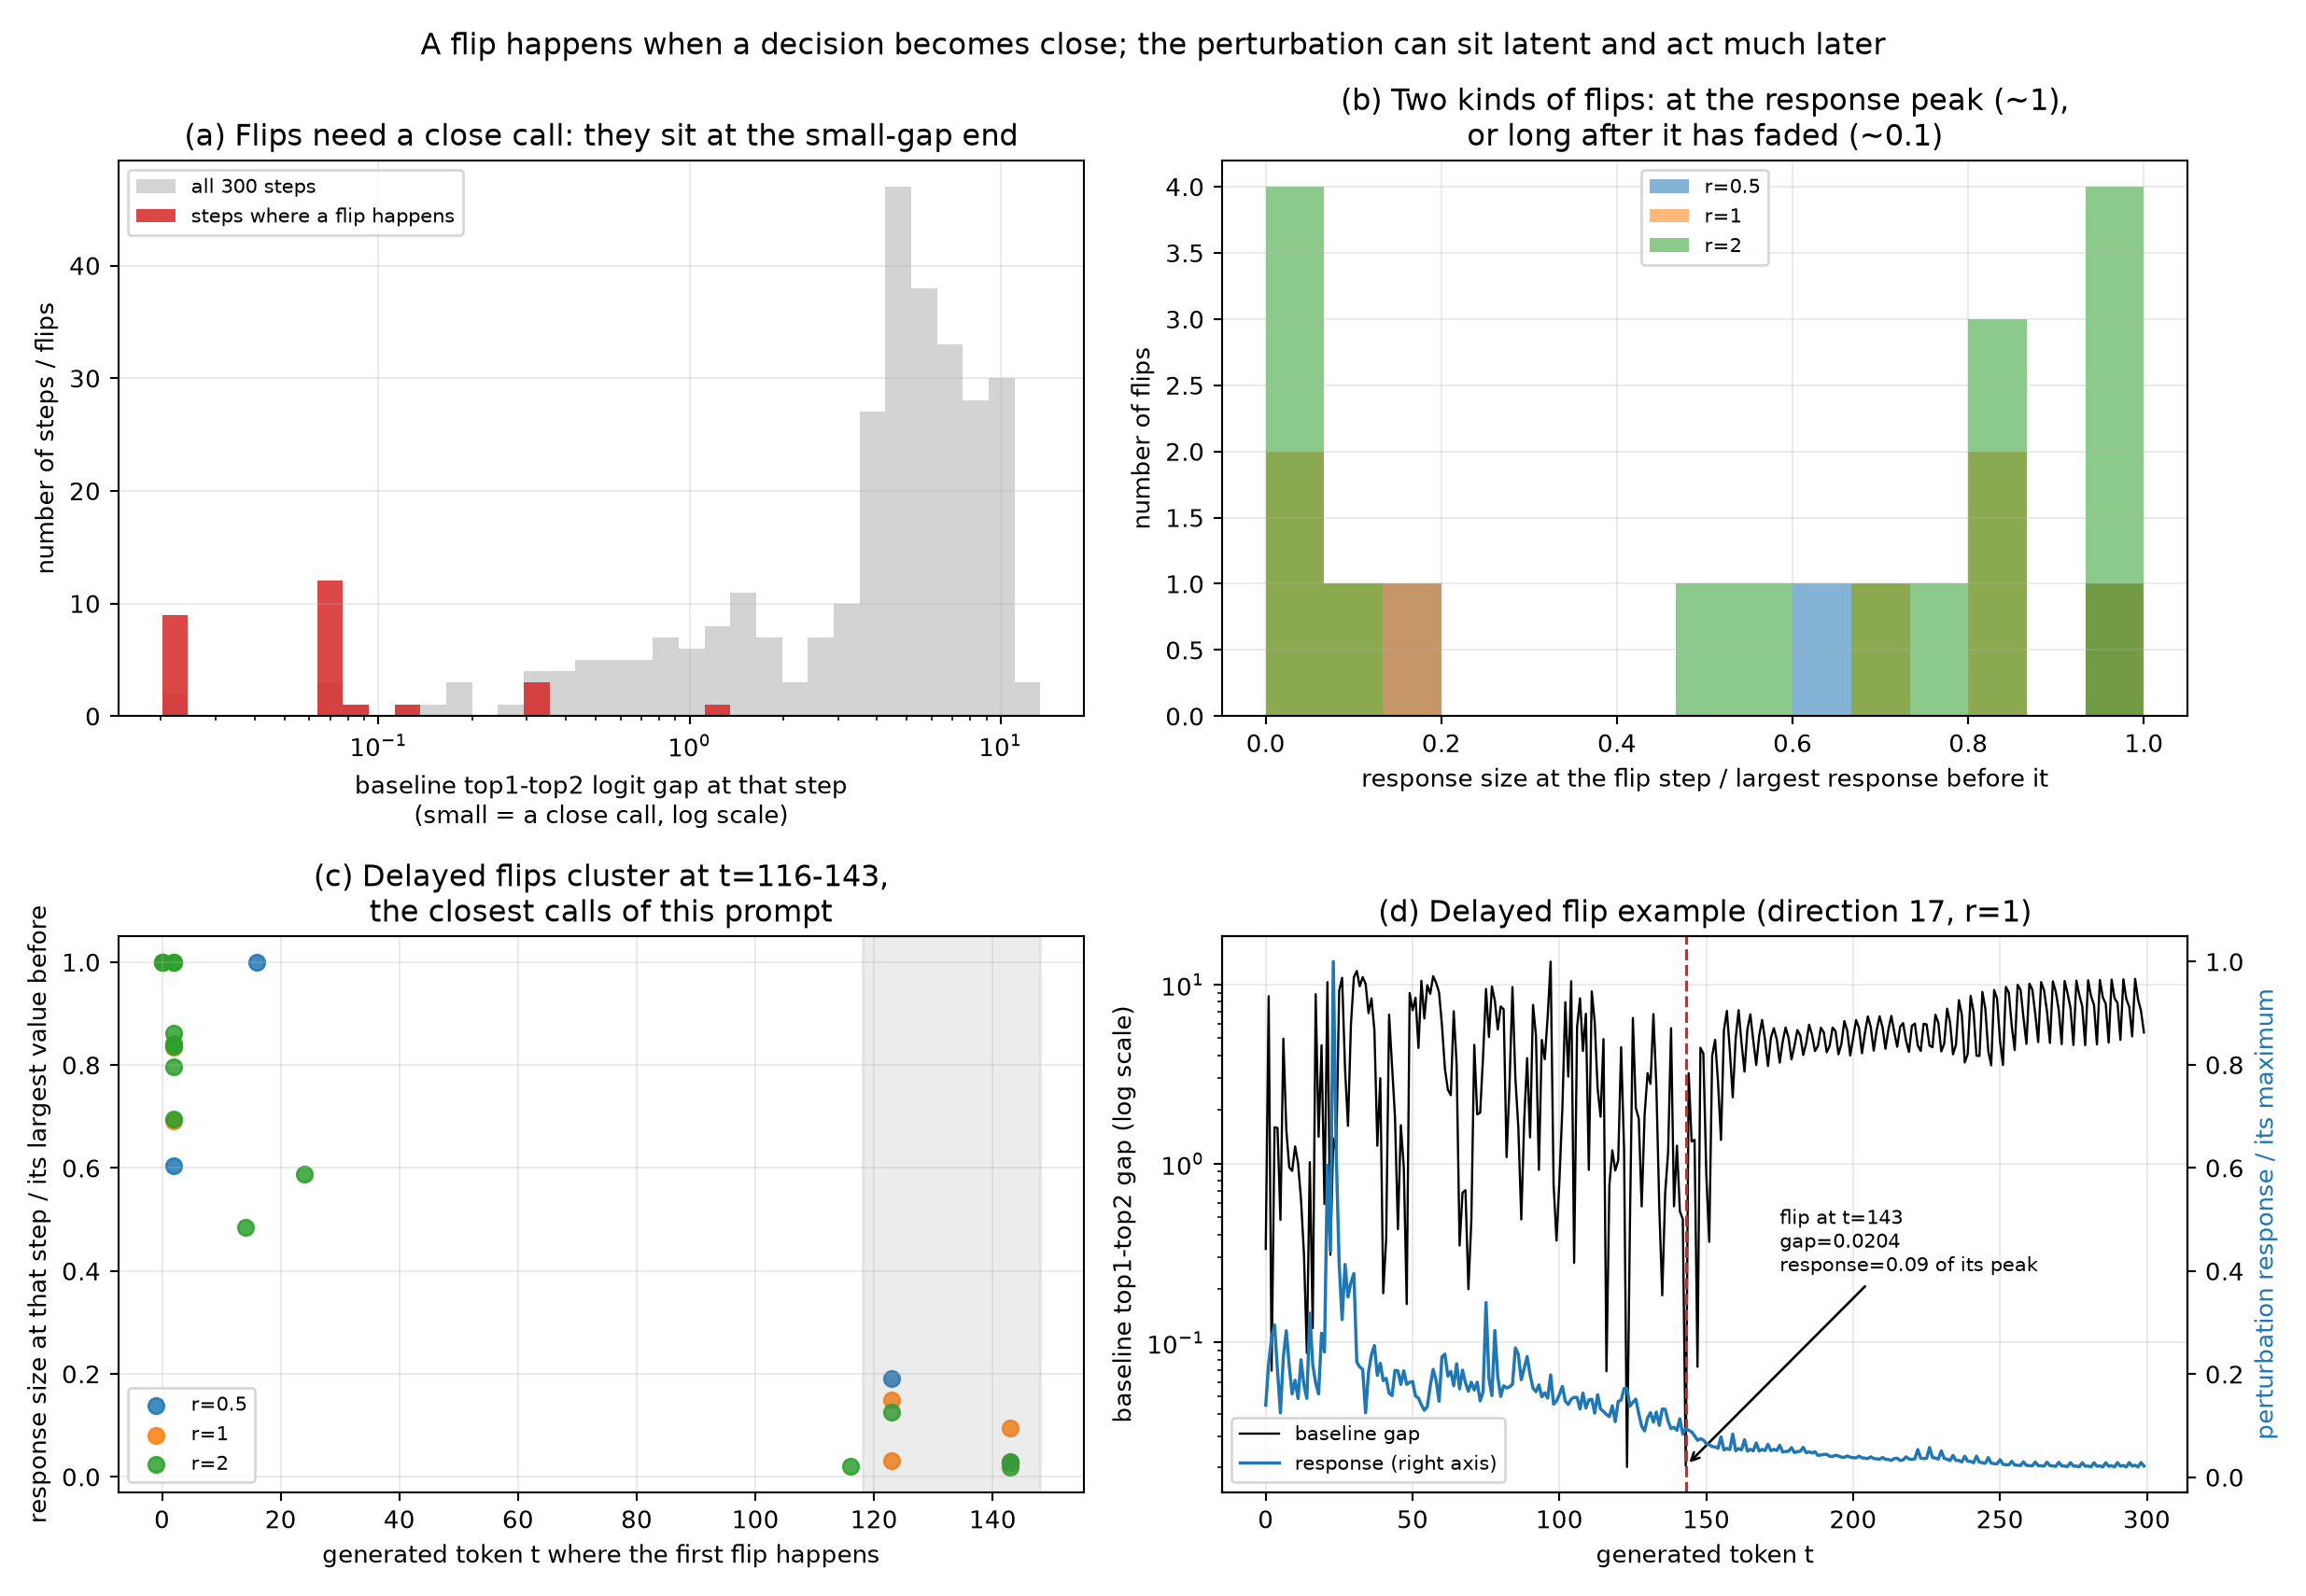 A flip happens when a decision becomes close; the perturbation can sit latent and act much later
(a) Flips need a close call: they sit at the small-gap end
all 300 steps
steps where a flip happens
number of steps / flips
40
30
20
10
0
10⁻¹
10⁰
10¹
baseline top1-top2 logit gap at that step
(small = a close call, log scale)
(b) Two kinds of flips: at the response peak (~1),
or long after it has faded (~0.1)
r=0.5
r=1
r=2
number of flips
4.0
3.5
3.0
2.5
2.0
1.5
1.0
0.5
0.0
0.0
0.2
0.4
0.6
0.8
1.0
response size at the flip step / largest response before it
(c) Delayed flips cluster at t=116-143,
the closest calls of this prompt
response size at that step / its largest value before
1.0
0.8
0.6
0.4
0.2
0.0
r=0.5
r=1
r=2
0
20
40
60
80
100
120
140
generated token t where the first flip happens
(d) Delayed flip example (direction 17, r=1)
baseline top1-top2 gap (log scale)
10¹
10⁰
10⁻¹
flip at t=143
gap=0.0204
response=0.09 of its peak
baseline gap
response (right axis)
1.0
0.8
0.6
0.4
0.2
0.0
perturbation response / its maximum
0
50
100
150
200
250
300
generated token t